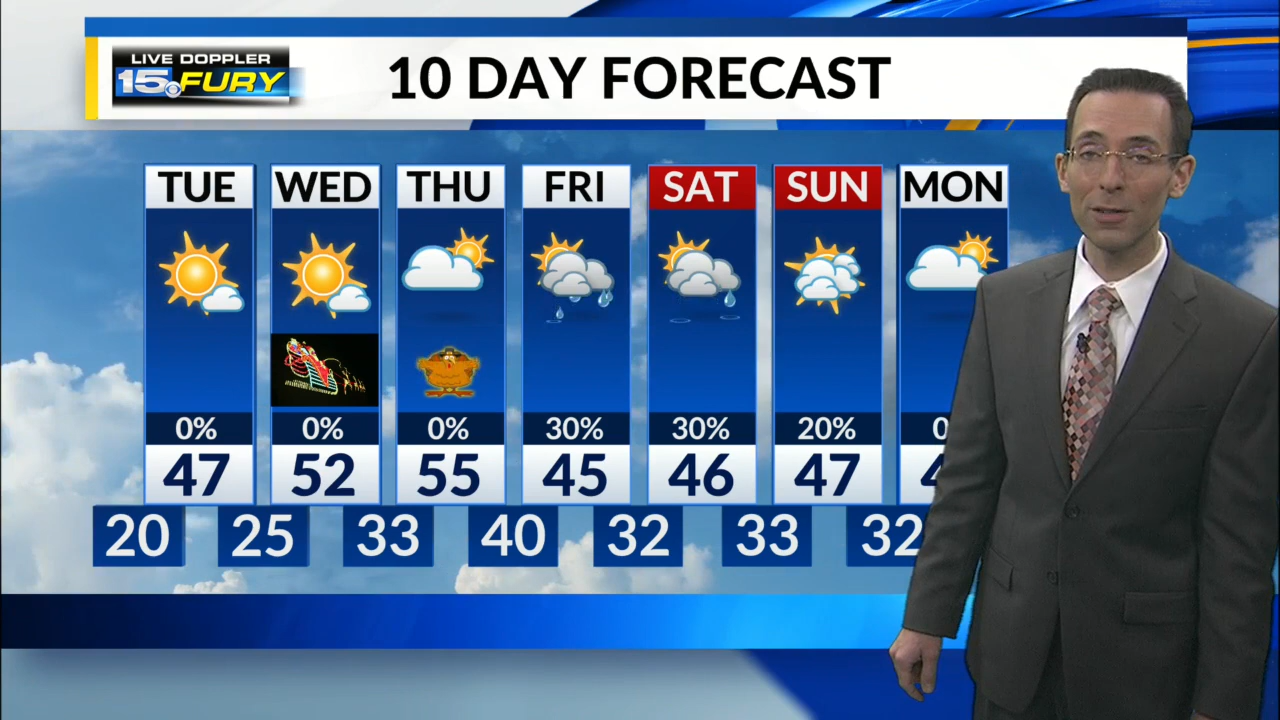 LIVE DOPPLER
15 FURY
10 DAY FORECAST
TUE WED THU FRI SAT SUN MON
0% 0% 0% 30% 30% 20%
47 52 55 45 46 47
20 25 33 40 32 33 32